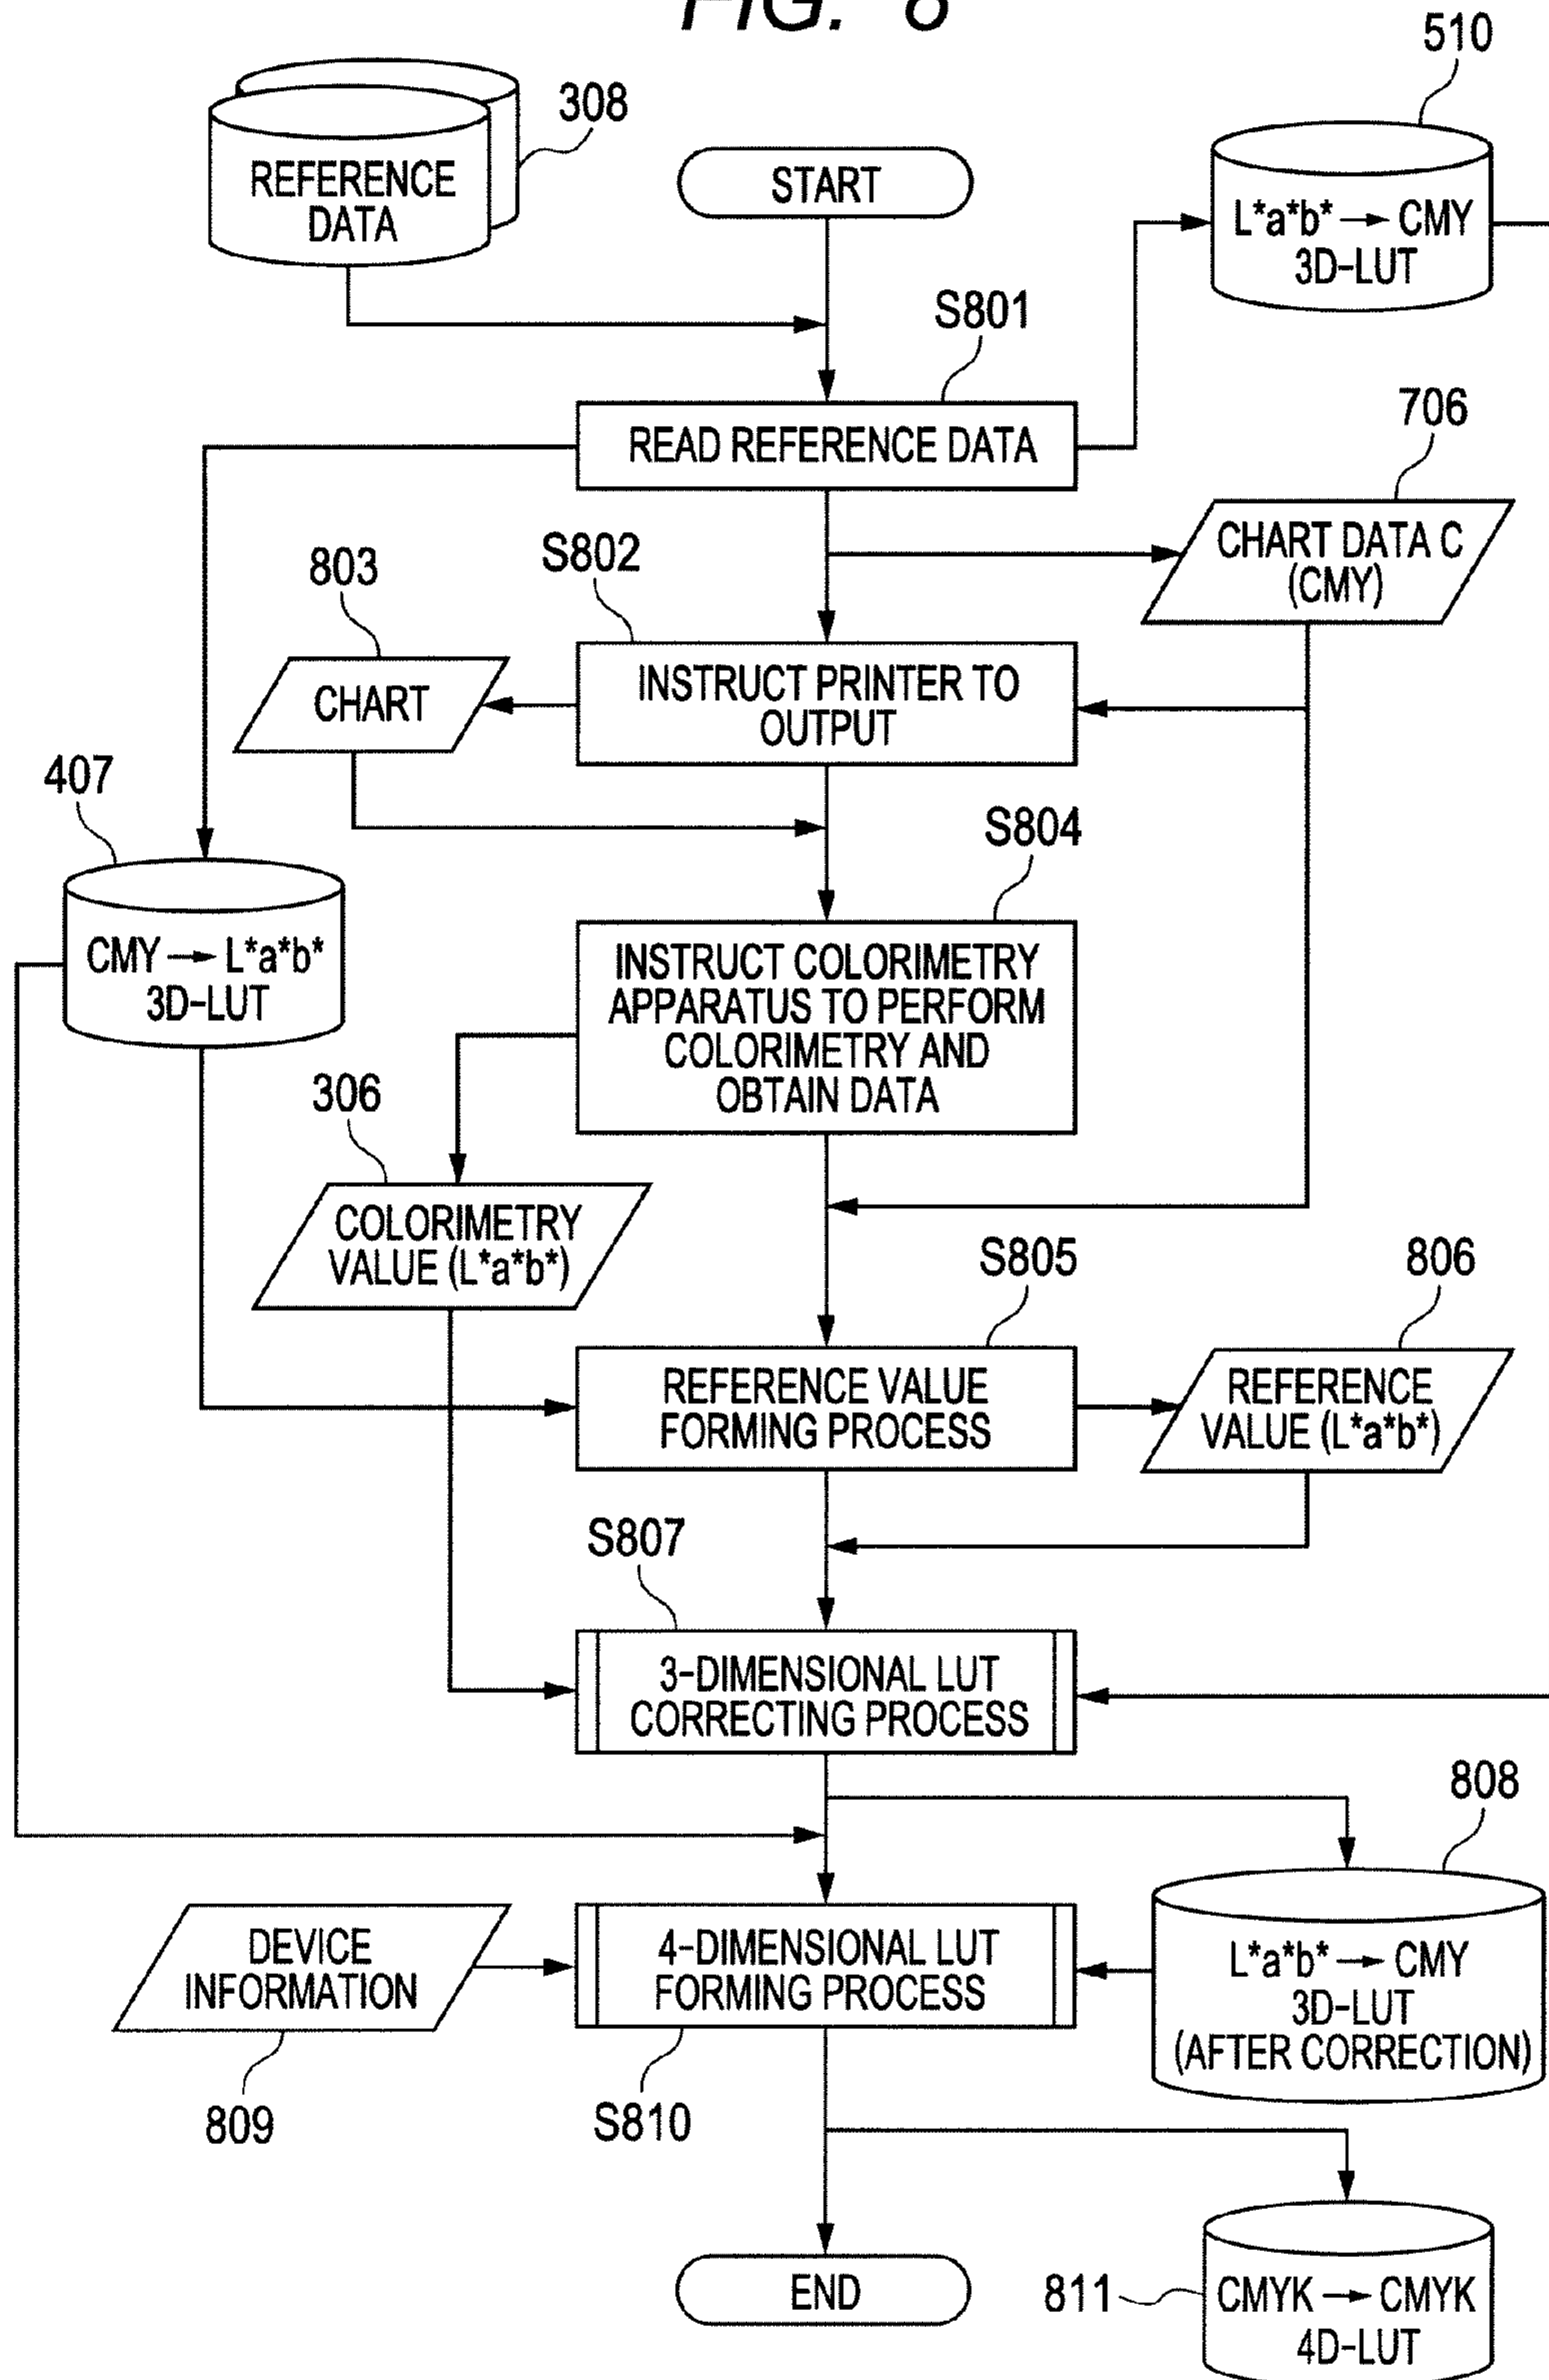 FIG. 8
510
308
REFERENCE
DATA
START
L*a*b* → CMY
3D-LUT
S801
READ REFERENCE DATA
706
CHART DATA C
(CMY)
S802
803
INSTRUCT PRINTER TO
OUTPUT
CHART
407
S804
CMY → L*a*b*
3D-LUT
INSTRUCT COLORIMETRY
APPARATUS TO PERFORM
COLORIMETRY AND
OBTAIN DATA
306
COLORIMETRY
VALUE (L*a*b*)
S805
806
REFERENCE VALUE
FORMING PROCESS
REFERENCE
VALUE (L*a*b*)
S807
3-DIMENSIONAL LUT
CORRECTING PROCESS
808
DEVICE
INFORMATION
4-DIMENSIONAL LUT
FORMING PROCESS
L*a*b* → CMY
3D-LUT
(AFTER CORRECTION)
809
S810
END
811
CMYK → CMYK
4D-LUT